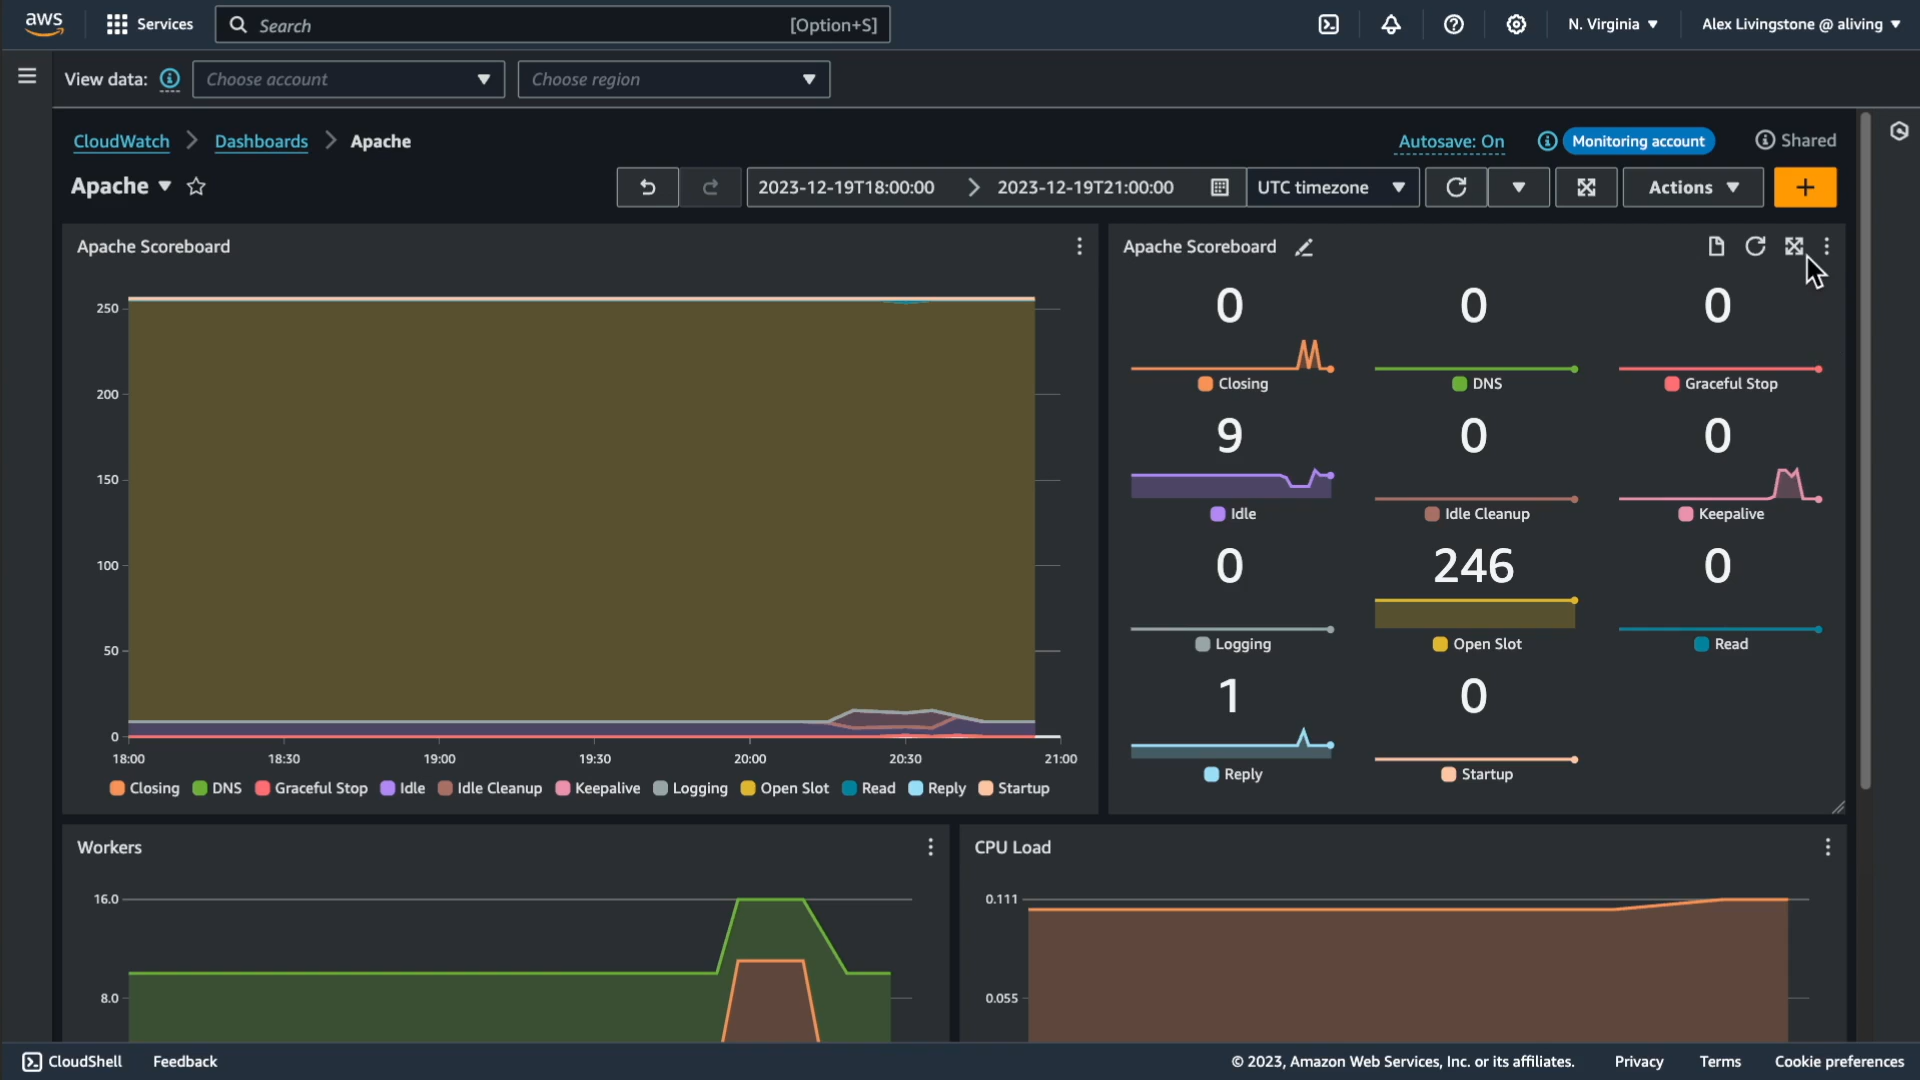 aws
Services
Search
[Option+S]
N. Virginia
Alex Livingstone @ aliving
View data:
Choose account
Choose region
CloudWatch
Dashboards
Apache
Autosave: On
Monitoring account
Shared
Apache
2023-12-19T18:00:00
2023-12-19T21:00:00
UTC timezone
Actions
Apache Scoreboard
250
200
150
100
50
0
18:00
18:30
19:00
19:30
20:00
20:30
21:00
Closing
DNS
Graceful Stop
Idle
Idle Cleanup
Keepalive
Logging
Open Slot
Read
Reply
Startup
Apache Scoreboard
0
0
0
Closing
DNS
Graceful Stop
9
0
0
Idle
Idle Cleanup
Keepalive
0
246
0
Logging
Open Slot
Read
1
0
Reply
Startup
Workers
16.0
8.0
CPU Load
0.111
0.055
CloudShell
Feedback
© 2023, Amazon Web Services, Inc. or its affiliates.
Privacy
Terms
Cookie preferences